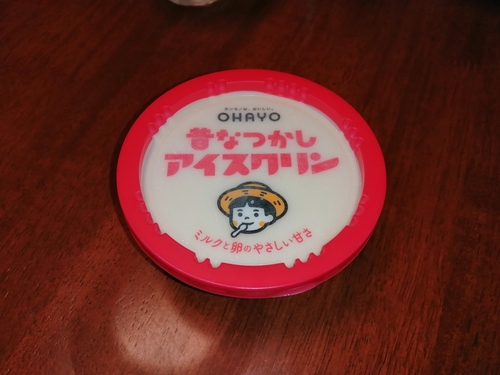 OHAYO
昔なつかし
アイスクリン
ミルクと卵のやさしい甘さ